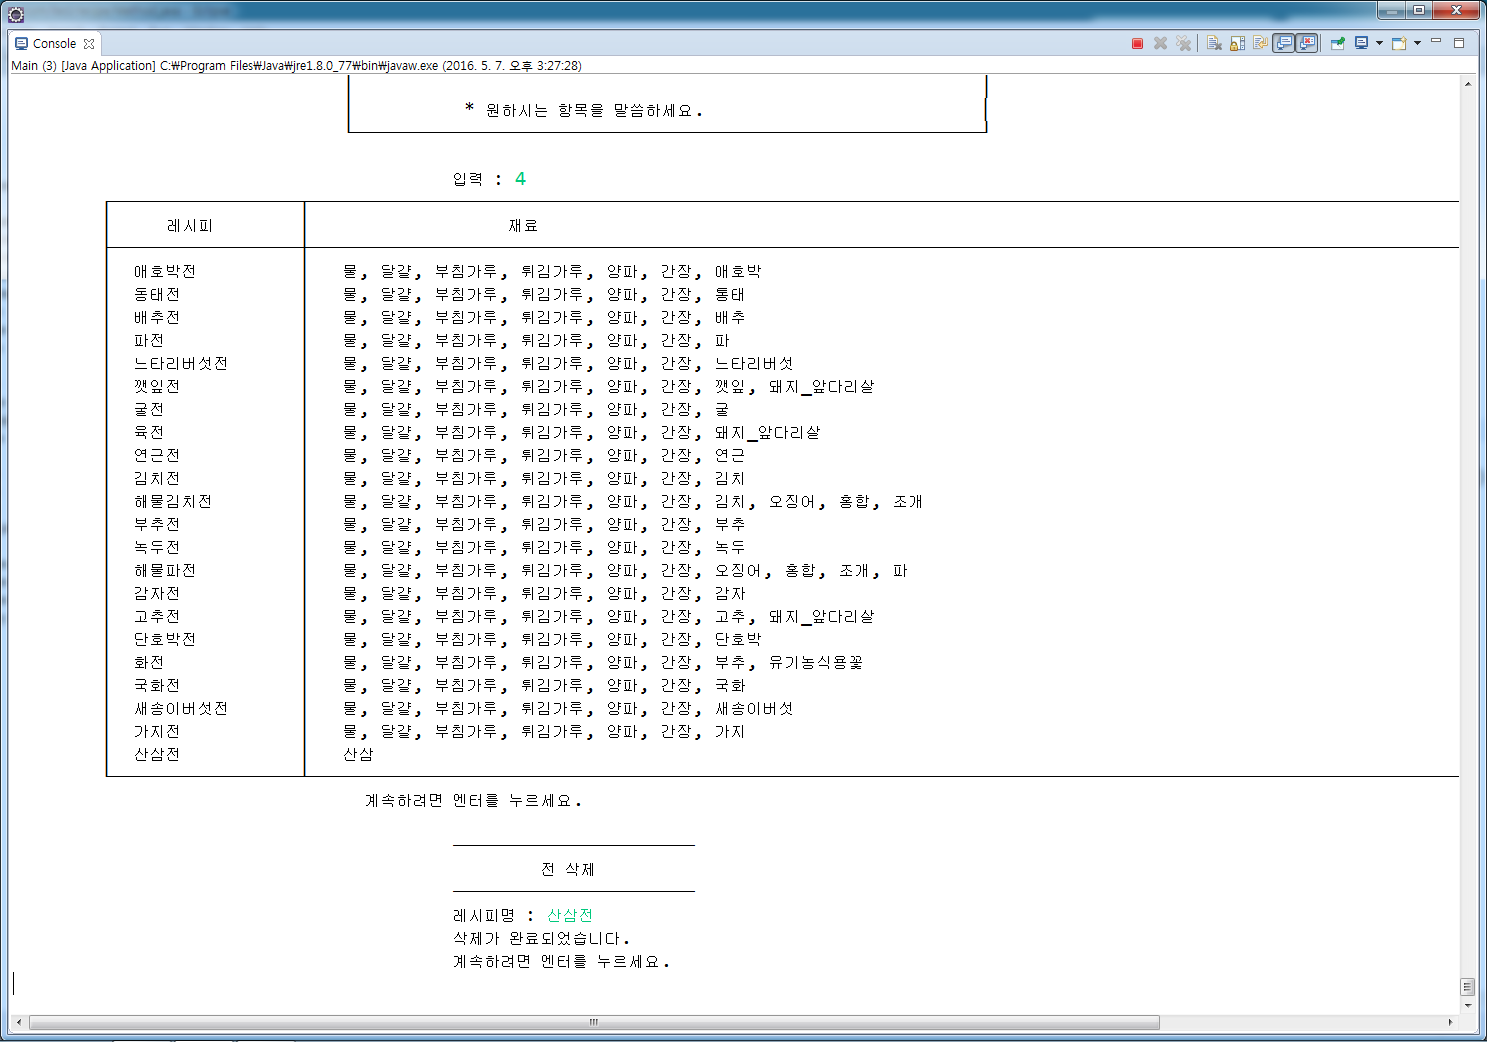 Console
Main (3) [Java Application] C:₩Program Files₩Java₩jre1.8.0_77₩bin₩javaw.exe (2016. 5. 7. 오후 3:27:28)
* 원하시는 항목을 말씀하세요.
입력 : 4
레시피 재료
애호박전 물, 달걀, 부침가루, 튀김가루, 양파, 간장, 애호박
동태전 물, 달걀, 부침가루, 튀김가루, 양파, 간장, 동태
배추전 물, 달걀, 부침가루, 튀김가루, 양파, 간장, 배추
파전 물, 달걀, 부침가루, 튀김가루, 양파, 간장, 파
느타리버섯전 물, 달걀, 부침가루, 튀김가루, 양파, 간장, 느타리버섯
깻잎전 물, 달걀, 부침가루, 튀김가루, 양파, 간장, 깻잎, 돼지_앞다리살
굴전 물, 달걀, 부침가루, 튀김가루, 양파, 간장, 굴
육전 물, 달걀, 부침가루, 튀김가루, 양파, 간장, 돼지_앞다리살
연근전 물, 달걀, 부침가루, 튀김가루, 양파, 간장, 연근
김치전 물, 달걀, 부침가루, 튀김가루, 양파, 간장, 김치
해물김치전 물, 달걀, 부침가루, 튀김가루, 양파, 간장, 김치, 오징어, 홍합, 조개
부추전 물, 달걀, 부침가루, 튀김가루, 양파, 간장, 부추
녹두전 물, 달걀, 부침가루, 튀김가루, 양파, 간장, 녹두
해물파전 물, 달걀, 부침가루, 튀김가루, 양파, 간장, 오징어, 홍합, 조개, 파
감자전 물, 달걀, 부침가루, 튀김가루, 양파, 간장, 감자
고추전 물, 달걀, 부침가루, 튀김가루, 양파, 간장, 고추, 돼지_앞다리살
단호박전 물, 달걀, 부침가루, 튀김가루, 양파, 간장, 단호박
화전 물, 달걀, 부침가루, 튀김가루, 양파, 간장, 부추, 유기농식용꽃
국화전 물, 달걀, 부침가루, 튀김가루, 양파, 간장, 국화
새송이버섯전 물, 달걀, 부침가루, 튀김가루, 양파, 간장, 새송이버섯
가지전 물, 달걀, 부침가루, 튀김가루, 양파, 간장, 가지
산삼전 산삼
계속하려면 엔터를 누르세요.
전 삭제
레시피명 : 산삼전
삭제가 완료되었습니다.
계속하려면 엔터를 누르세요.